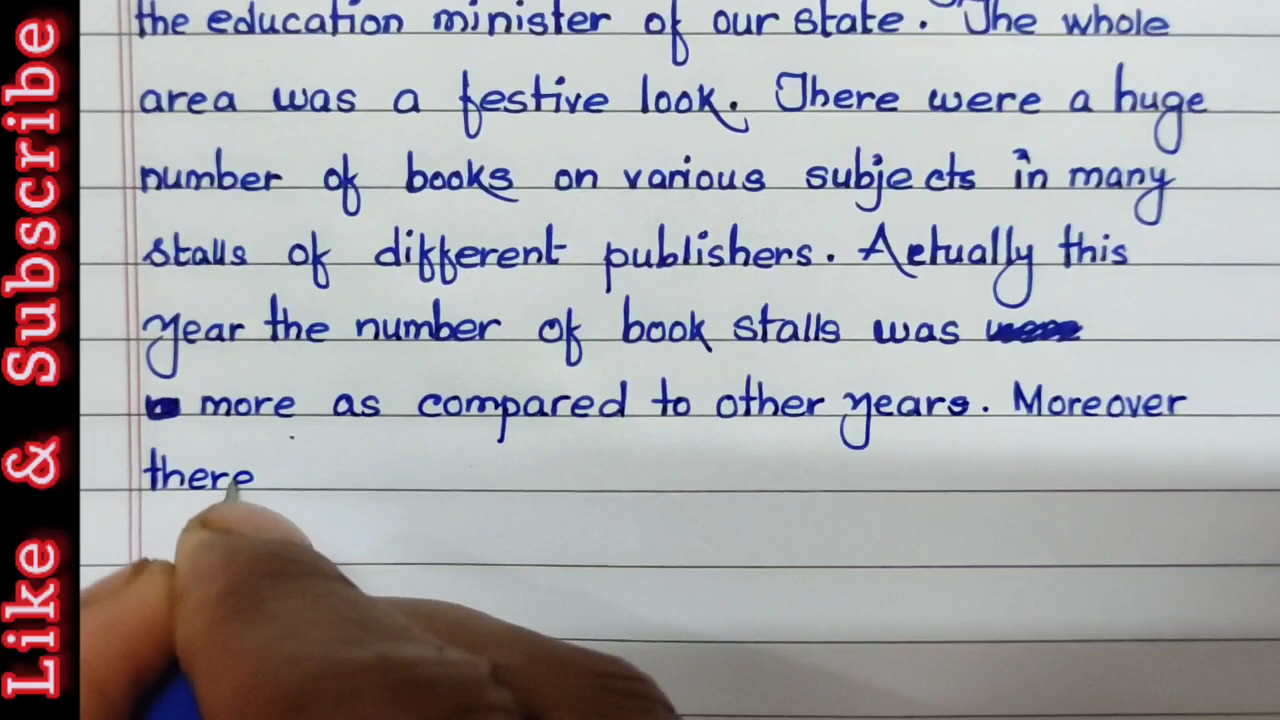 the education minister of our state. The whole
area was a festive look. There were a huge
number of books on various subjects in many
stalls of different publishers. Actually this
year the number of book stalls was
more as compared to other years. Moreover
there
Like & Subscribe